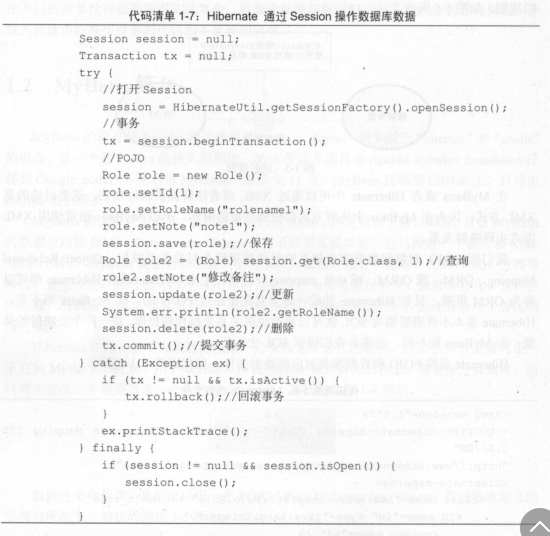 代码清单 1-7：Hibernate 通过 Session 操作数据库数据
Session session = null;
Transaction tx = null;
try {
//打开 Session
session = HibernateUtil.getSessionFactory().openSession();
//事务
tx = session.beginTransaction();
//POJO
Role role = new Role();
role.setId(1);
role.setRoleName("rolename1");
role.setNote("note1");
session.save(role);//保存
Role role2 = (Role) session.get(Role.class, 1);//查询
role2.setNote("修改备注");
session.update(role2);//更新
System.err.println(role2.getRoleName());
session.delete(role2);//删除
tx.commit();//提交事务
} catch (Exception ex) {
if (tx != null && tx.isActive()) {
tx.rollback();//回滚事务
}
ex.printStackTrace();
} finally {
if (session != null && session.isOpen()) {
session.close();
}
}